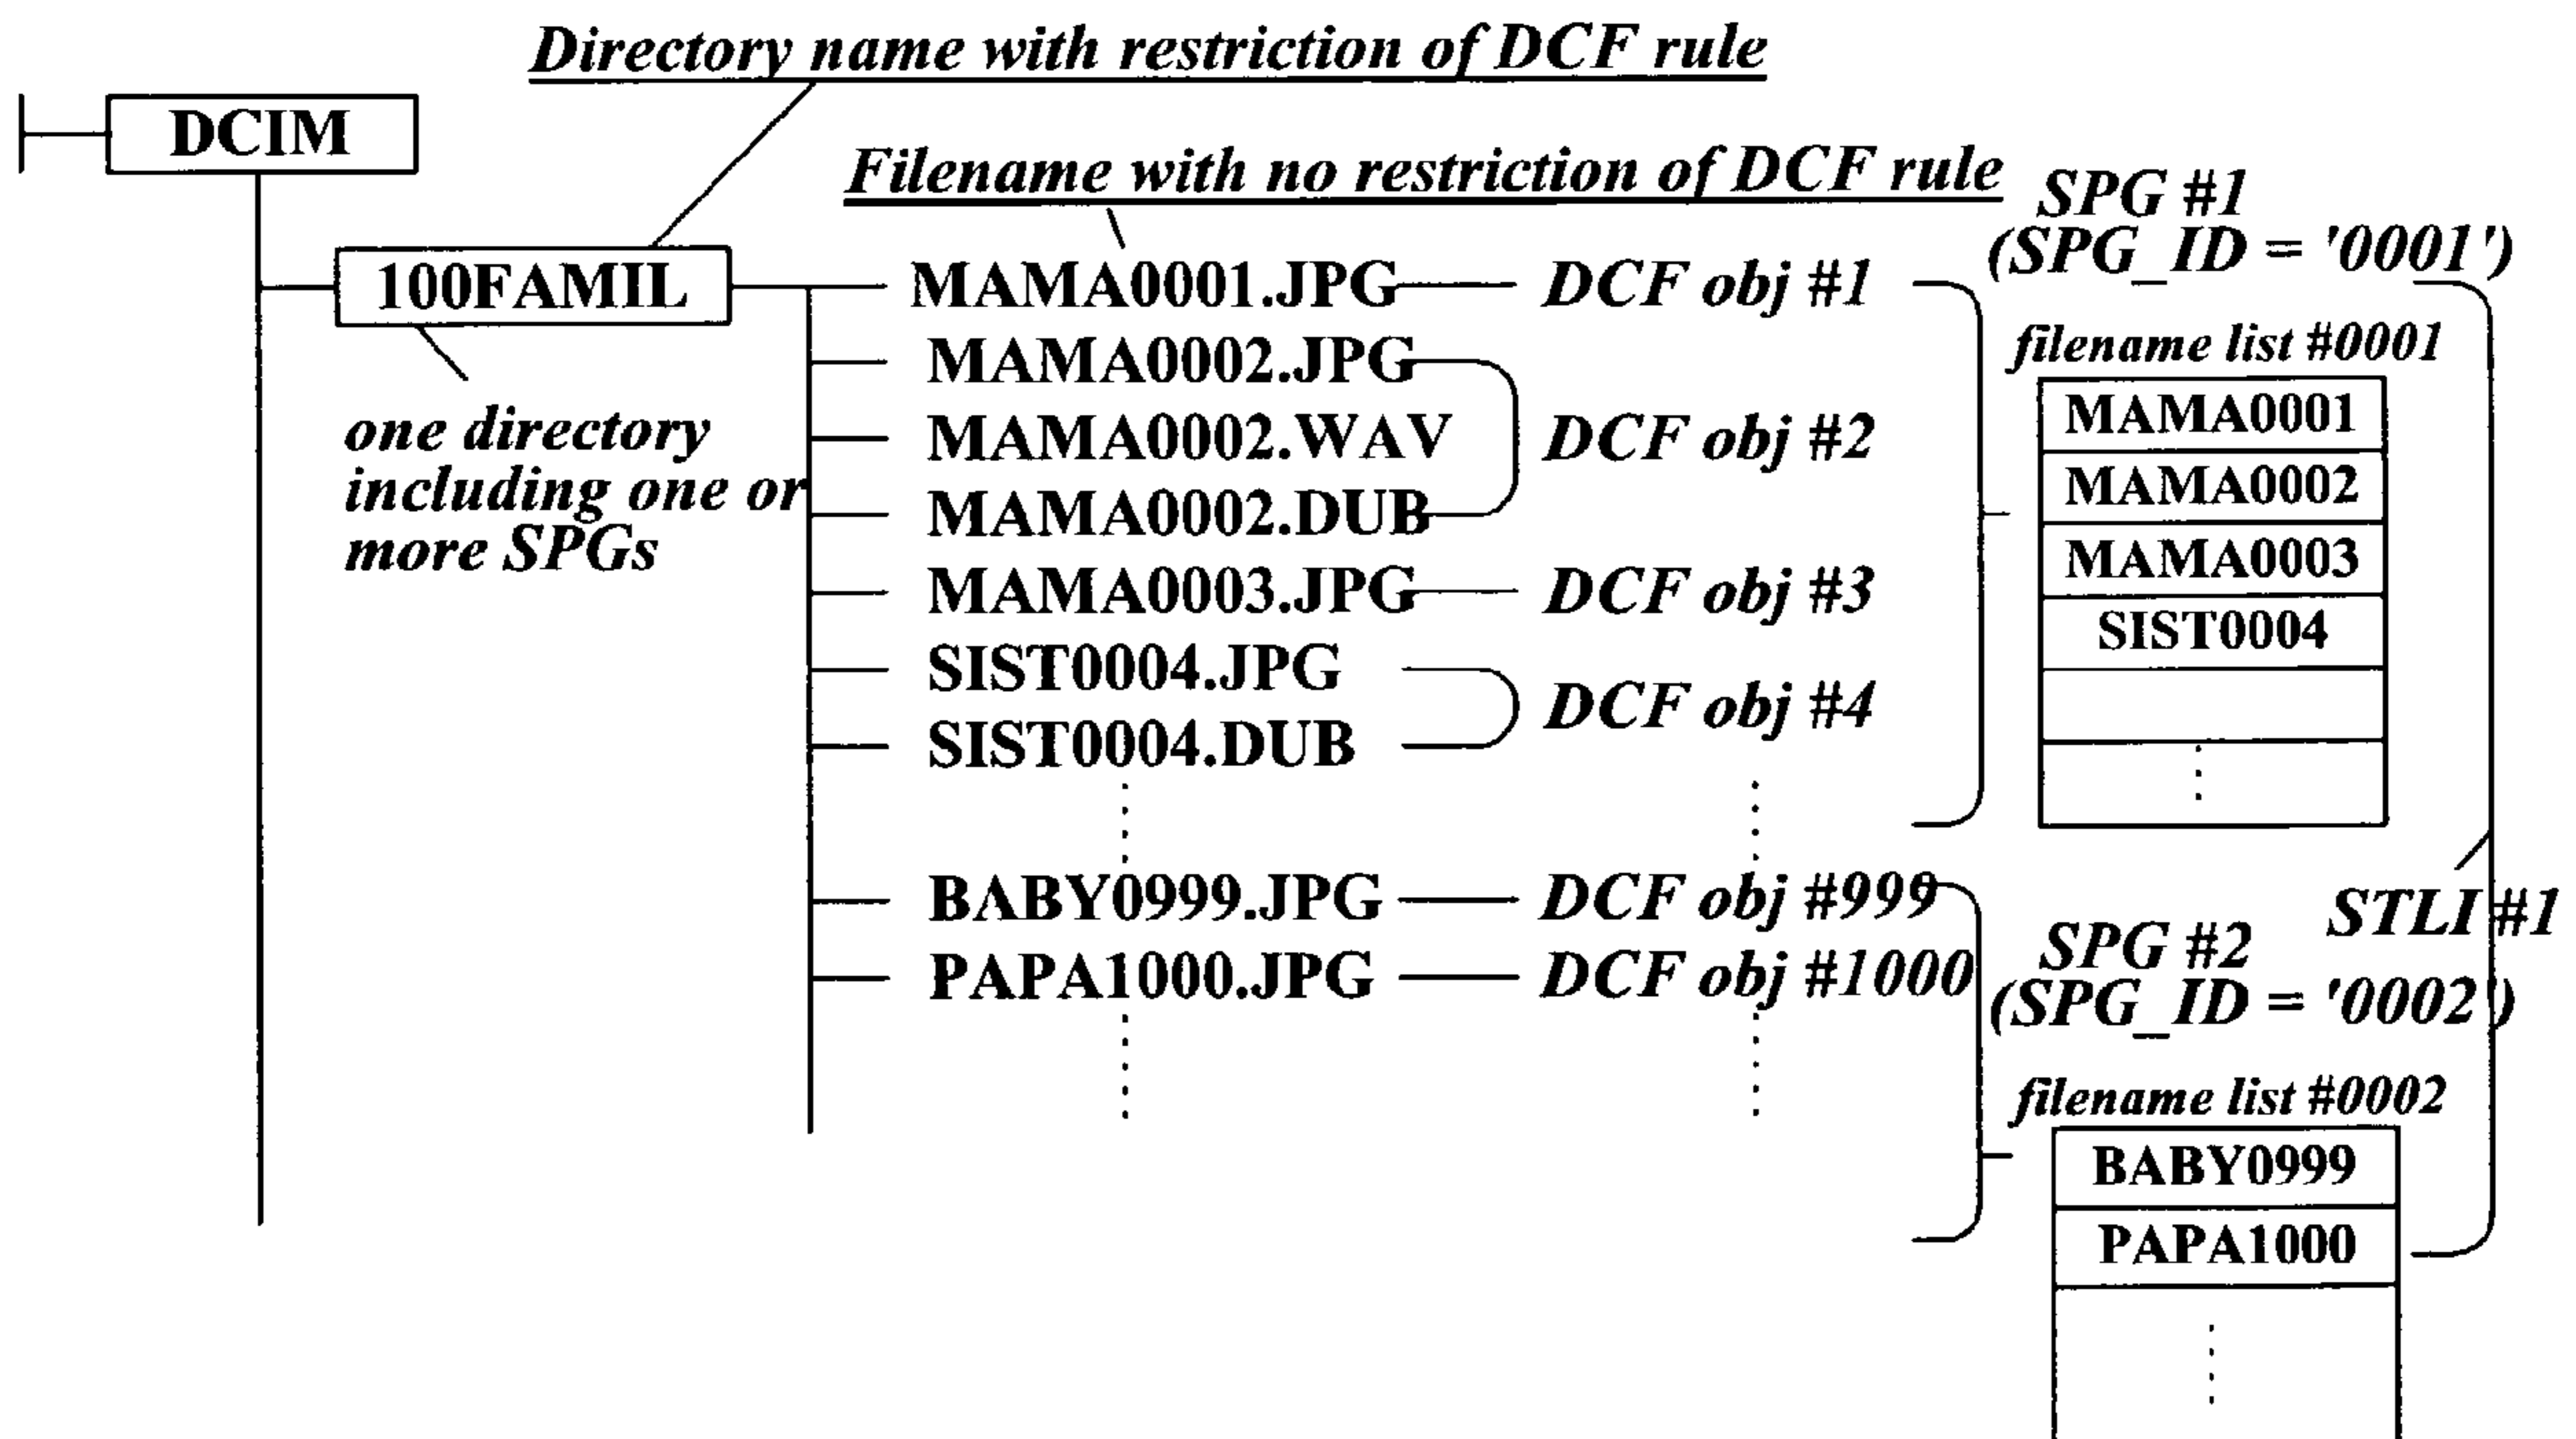 Directory name with restriction of DCF rule
DCIM
Filename with no restriction of DCF rule
100FAMIL
one directory
including one or
more SPGs
MAMA0001.JPG
MAMA0002.JPG
MAMA0002.WAV
MAMA0002.DUB
MAMA0003.JPG
SIST0004.JPG
SIST0004.DUB
BABY0999.JPG
PAPA1000.JPG
DCF obj #1
DCF obj #2
DCF obj #3
DCF obj #4
DCF obj #999
DCF obj #1000
SPG #1
(SPG_ID = '0001')
filename list #0001
MAMA0001
MAMA0002
MAMA0003
SIST0004
STLI #1
SPG #2
(SPG_ID = '0002')
filename list #0002
BABY0999
PAPA1000